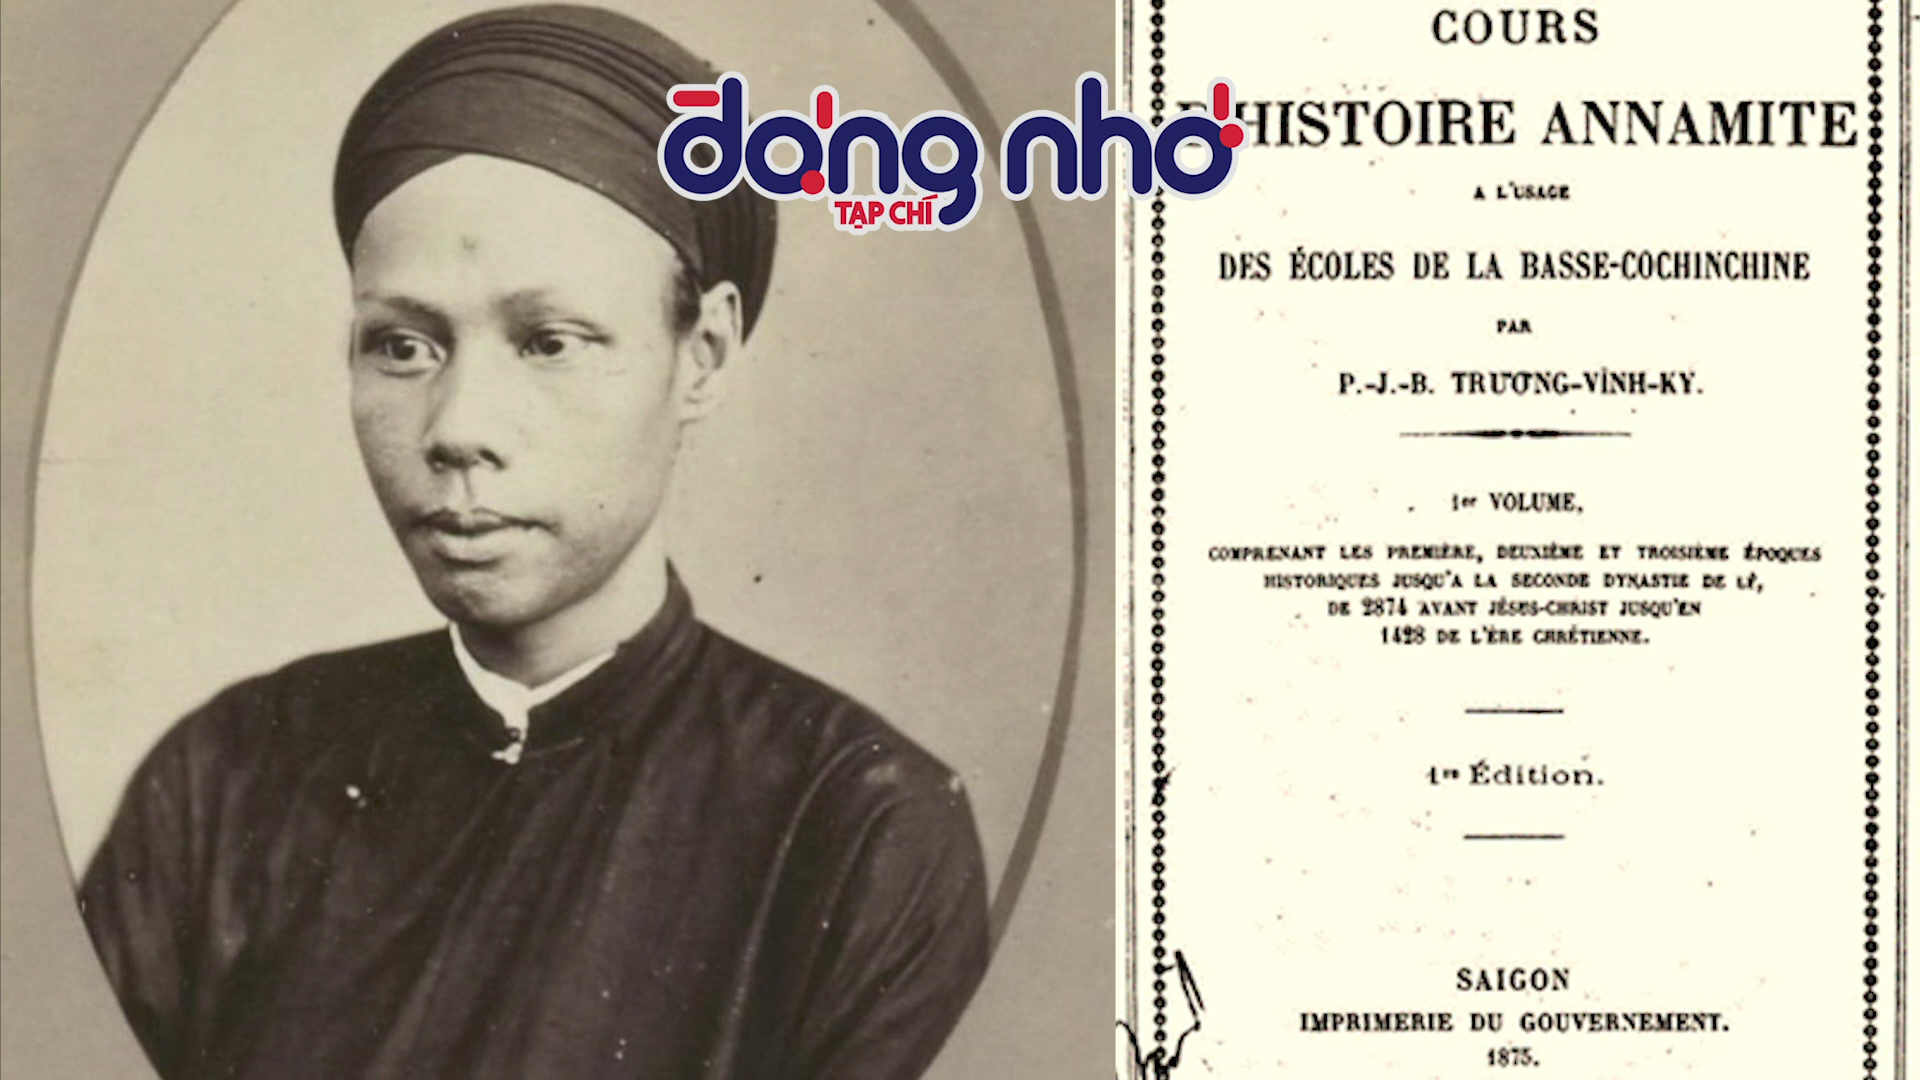 đáng nhớ!
TẠP CHÍ
COURS
D'HISTOIRE ANNAMITE
A L'USAGE
DES ÉCOLES DE LA BASSE-COCHINCHINE
PAR
P.-J.-B. TRƯƠNG-VĨNH-KÝ.
1er VOLUME,
COMPRENANT LES PREMIÈRE, DEUXIÈME ET TROISIÈME ÉPOQUES
HISTORIQUES JUSQU'A LA SECONDE DYNASTIE DE LÊ,
DE 2874 AVANT JÉSUS-CHRIST JUSQU'EN
1428 DE L'ÈRE CHRÉTIENNE.
1re Édition.
SAIGON
IMPRIMERIE DU GOUVERNEMENT.
1875.